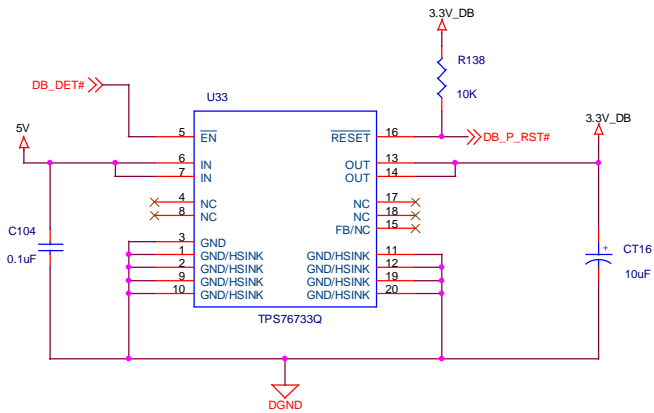 3.3V_DB
R138
10K
DB_DET#
U33
5 EN RESET 16
DB_P_RST#
3.3V_DB
5V
6 IN OUT 13
7 IN OUT 14
4 NC NC 17
8 NC NC 18
FB/NC 15
C104
0.1uF
3 GND
1 GND/HSINK GND/HSINK 11
2 GND/HSINK GND/HSINK 12
9 GND/HSINK GND/HSINK 19
10 GND/HSINK GND/HSINK 20
+
CT16
10uF
TPS76733Q
DGND